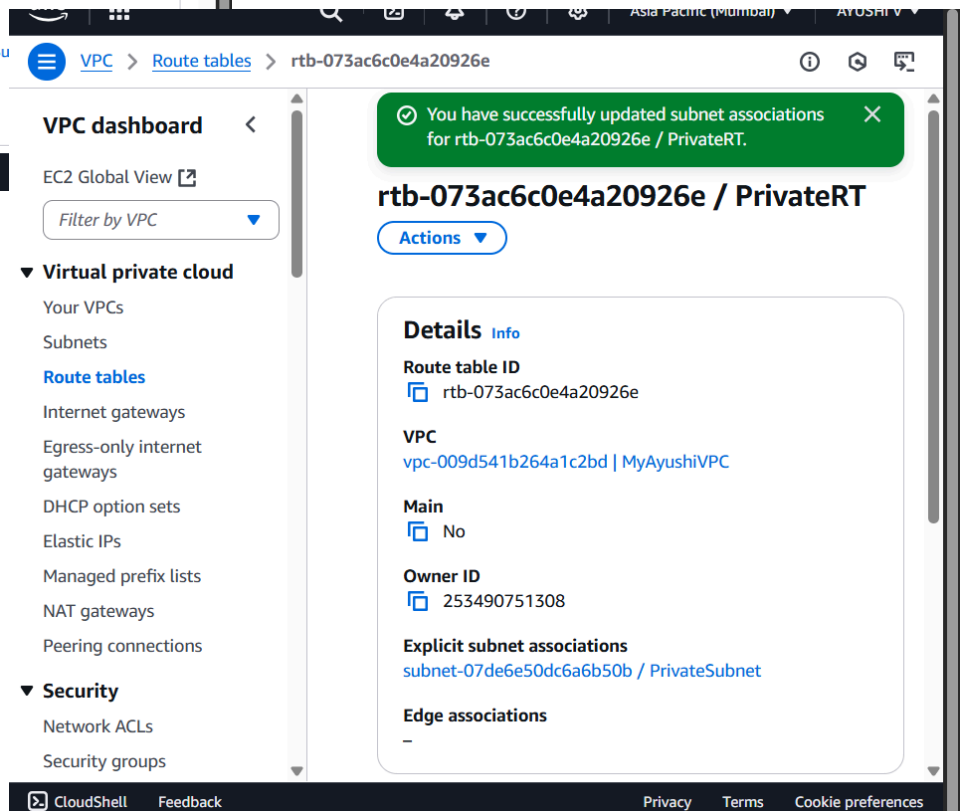 Asia Pacific (Mumbai)
AYUSHI V
VPC > Route tables > rtb-073ac6c0e4a20926e
VPC dashboard
EC2 Global View
Filter by VPC
Virtual private cloud
Your VPCs
Subnets
Route tables
Internet gateways
Egress-only internet
gateways
DHCP option sets
Elastic IPs
Managed prefix lists
NAT gateways
Peering connections
Security
Network ACLs
Security groups
You have successfully updated subnet associations
for rtb-073ac6c0e4a20926e / PrivateRT.
rtb-073ac6c0e4a20926e / PrivateRT
Actions
Details Info
Route table ID
rtb-073ac6c0e4a20926e
VPC
vpc-009d541b264a1c2bd | MyAyushiVPC
Main
No
Owner ID
253490751308
Explicit subnet associations
subnet-07de6e50dc6a6b50b / PrivateSubnet
Edge associations
–
CloudShell Feedback Privacy Terms Cookie preferences